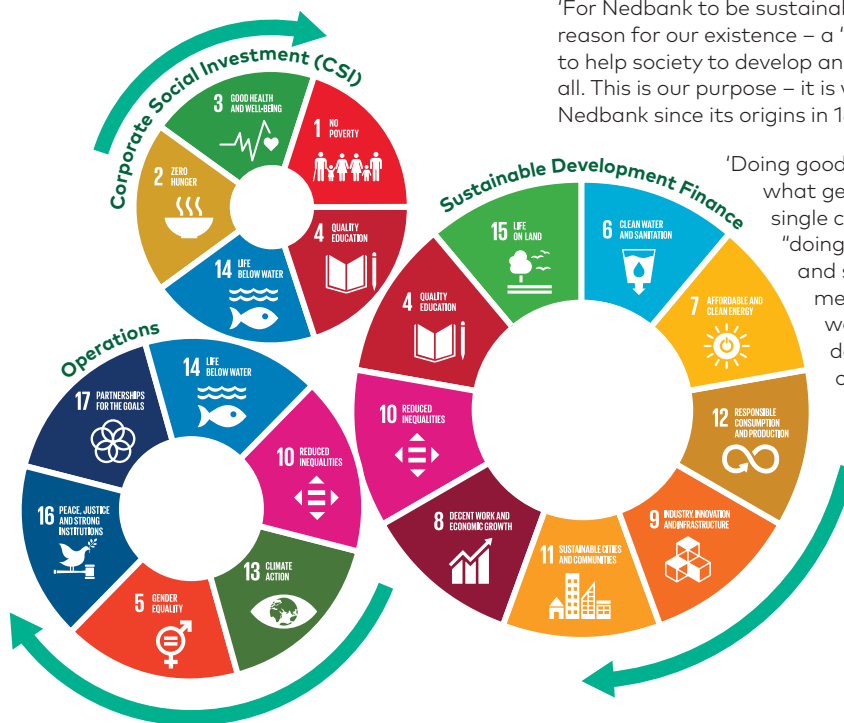 'For Nedbank to be sustainabl
reason for our existence – a '
to help society to develop an
all. This is our purpose – it is
Nedbank since its origins in
'Doing good
what ge
single c
"doing
and s
me
Corporate Social Investment (CSI)
3 GOOD HEALTH
AND WELL-BEING
1 NO
POVERTY
2 ZERO
HUNGER
4 QUALITY
EDUCATION
14 LIFE
BELOW WATER
Sustainable Development Finance
15 LIFE
ON LAND
6 CLEAN WATER
AND SANITATION
4 QUALITY
EDUCATION
7 AFFORDABLE AND
CLEAN ENERGY
10 REDUCED
INEQUALITIES
12 RESPONSIBLE
CONSUMPTION
AND PRODUCTION
8 DECENT WORK AND
ECONOMIC GROWTH
9 INDUSTRY, INNOVATION
AND INFRASTRUCTURE
11 SUSTAINABLE CITIES
AND COMMUNITIES
Operations
14 LIFE
BELOW WATER
17 PARTNERSHIPS
FOR THE GOALS
10 REDUCED
INEQUALITIES
16 PEACE, JUSTICE
AND STRONG
INSTITUTIONS
13 CLIMATE
ACTION
5 GENDER
EQUALITY